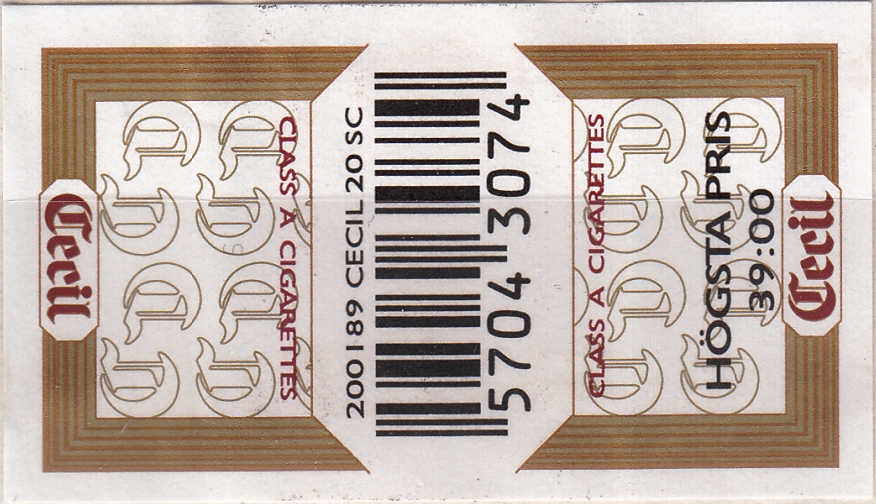 Cecil
CLASS A CIGARETTES
200189 CECIL 20 SC
5704 3074
CLASS A CIGARETTES
HÖGSTA PRIS
39:00
Cecil